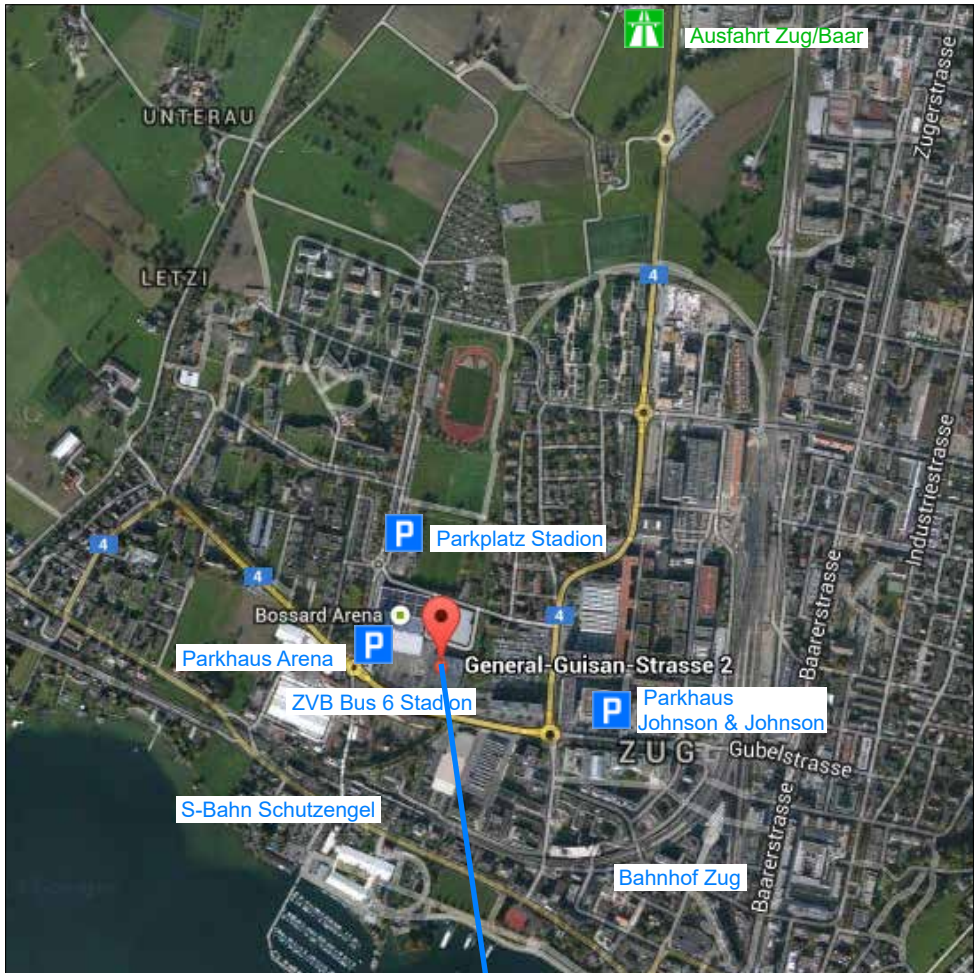 Ausfahrt Zug/Baar
Zugerstrasse
UNTERAU
LETZI
4
Industriestrasse
P
Parkplatz Stadion
4
4
Baarerstrasse
4
Bossard Arena
P
Parkhaus Arena
General-Guisan-Strasse 2
ZVB Bus 6 Stadion
P
Parkhaus
Johnson & Johnson
ZUG
Gubelstrasse
S-Bahn Schutzengel
Baarerstrasse
Bahnhof Zug